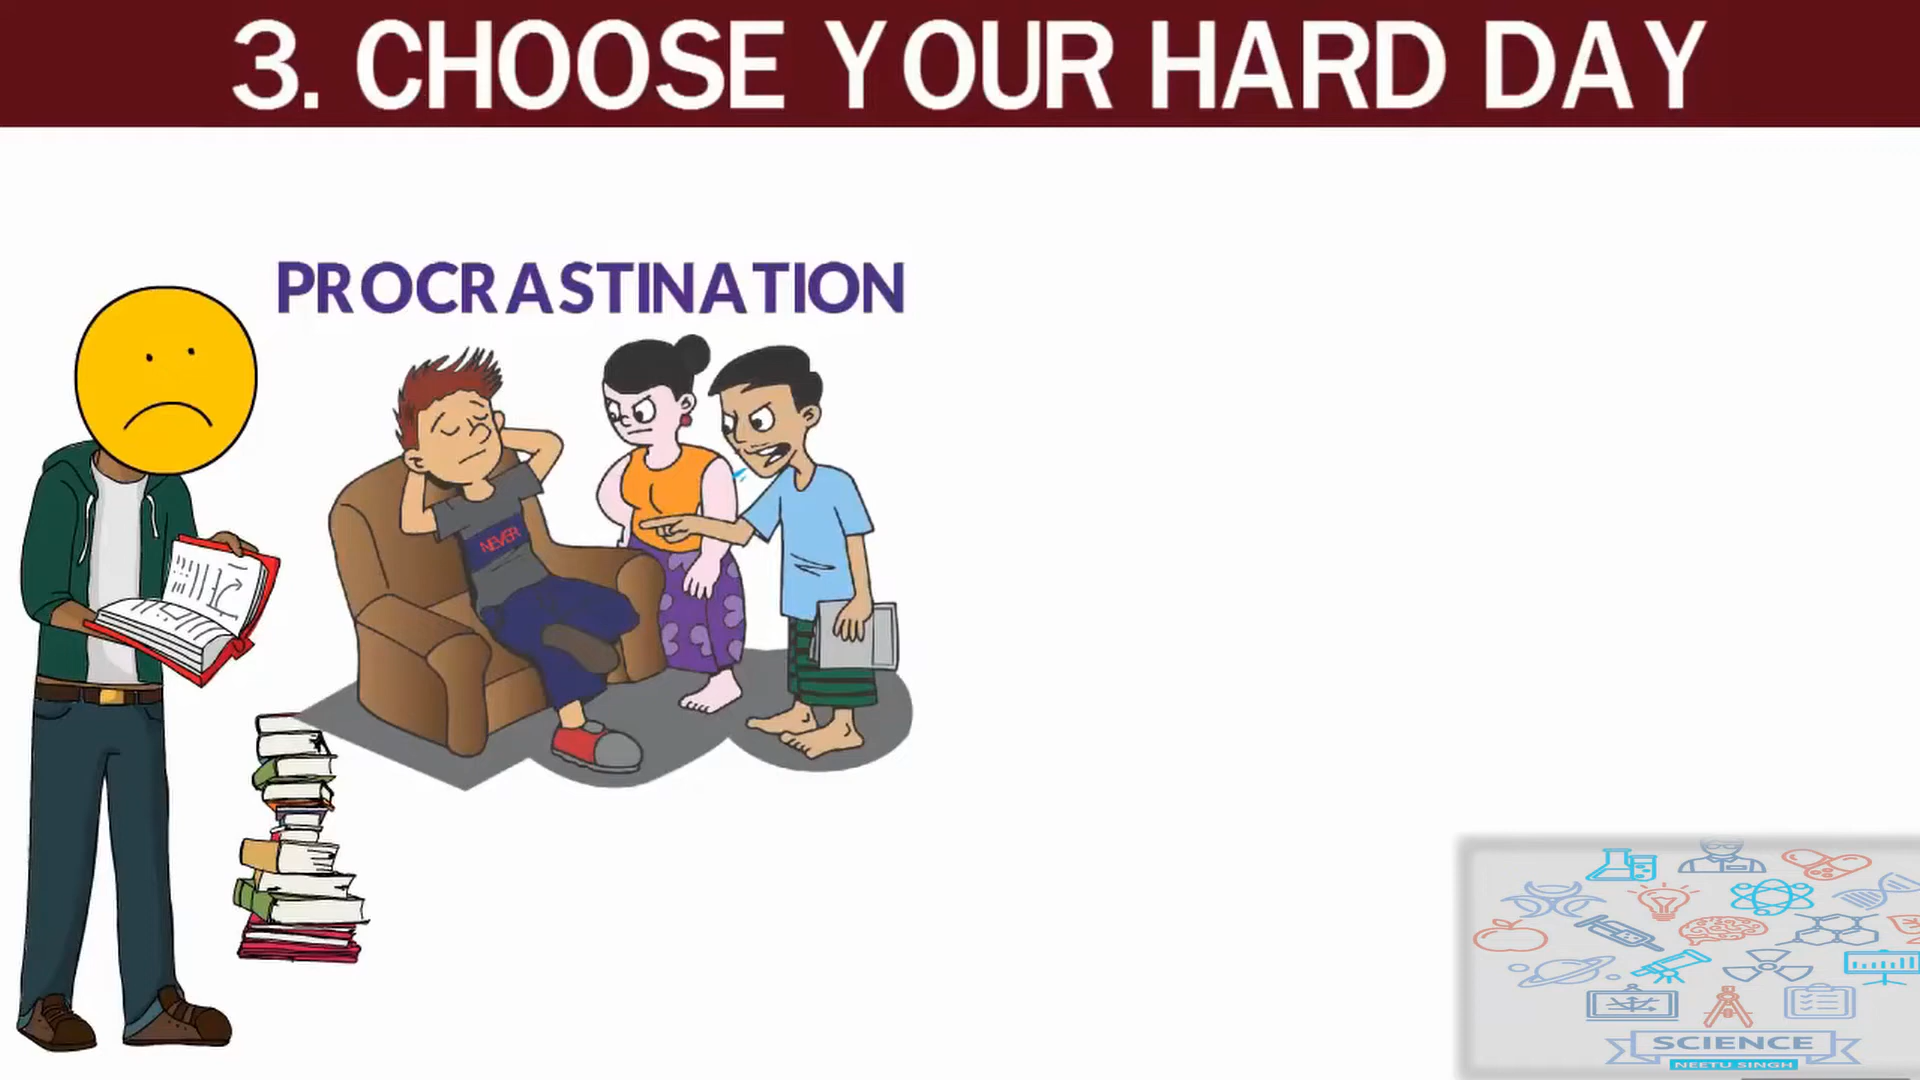 3. CHOOSE YOUR HARD DAY
PROCRASTINATION
NEVER
SCIENCE
NEETU SINGH